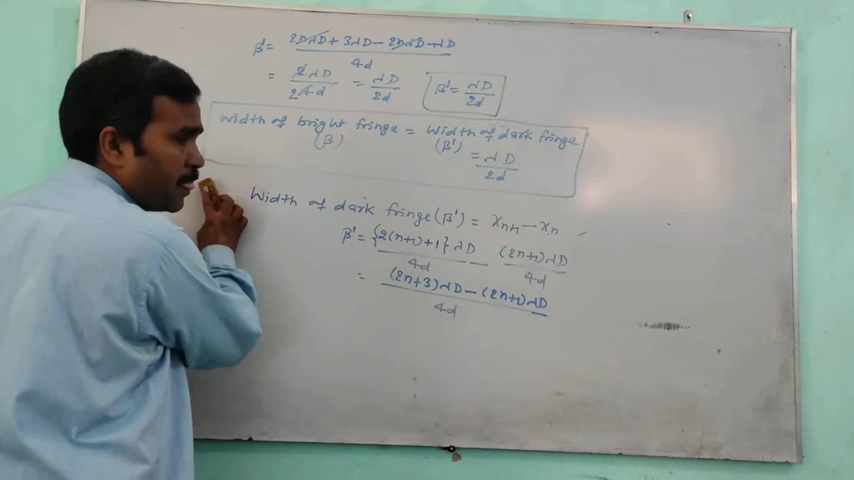 β' = 2nλD + 3λD - 2nλD - λD / 4d
= 2λD / 24d = λD / 2d β' = λD / 2d
Width of bright fringe (β) = Width of dark fringe (β')
= λD / 2d
Width of dark fringe (β') = x_{n+1} - x_n
β' = {2(n+1)+1} λD / 4d - (2n+1)λD / 4d
= (2n+3)λD - (2n+1)λD / 4d